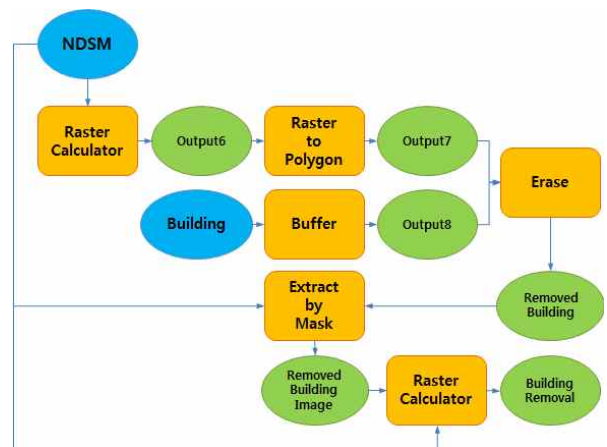 NDSM
Raster
Calculator
Output6
Raster
to
Polygon
Output7
Erase
Building
Buffer
Output8
Extract
by
Mask
Removed
Building
Removed
Building
Image
Raster
Calculator
Building
Removal